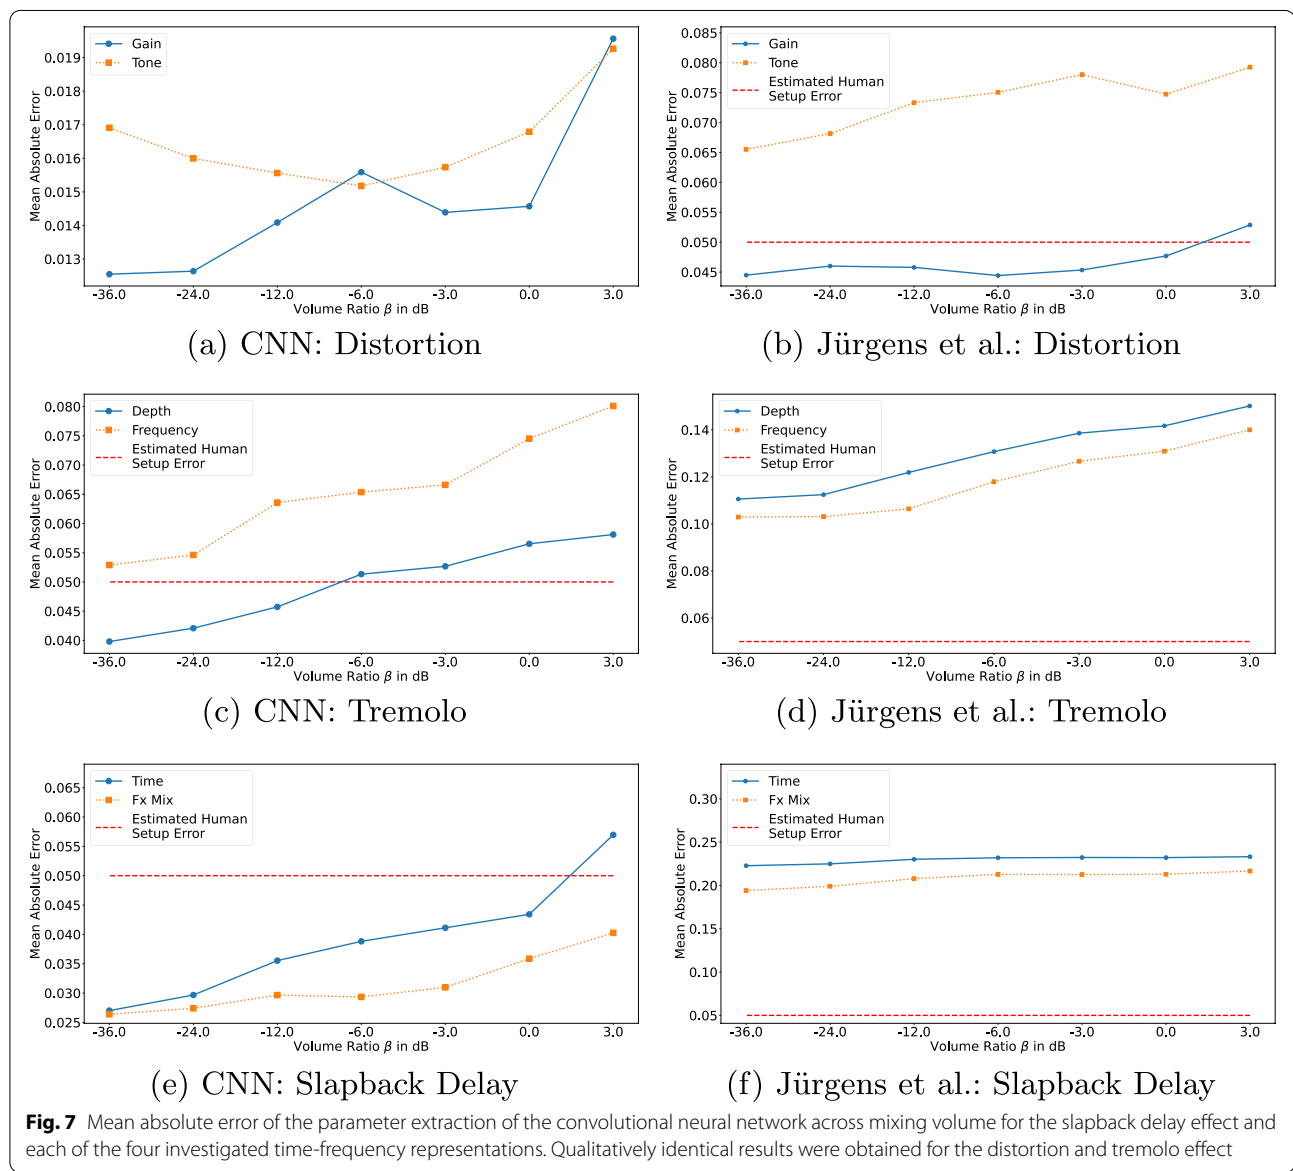 Gain
Tone
0.019
0.018
0.017
0.016
0.015
0.014
0.013
Mean Absolute Error
-36.0 -24.0 -12.0 -6.0 -3.0 0.0 3.0
Volume Ratio β in dB
(a) CNN: Distortion
Gain
Tone
Estimated Human
Setup Error
0.085
0.080
0.075
0.070
0.065
0.060
0.055
0.050
0.045
Mean Absolute Error
-36.0 -24.0 -12.0 -6.0 -3.0 0.0 3.0
Volume Ratio β in dB
(b) Jürgens et al.: Distortion
Depth
Frequency
Estimated Human
Setup Error
0.080
0.075
0.070
0.065
0.060
0.055
0.050
0.045
0.040
Mean Absolute Error
-36.0 -24.0 -12.0 -6.0 -3.0 0.0 3.0
Volume Ratio β in dB
(c) CNN: Tremolo
Depth
Frequency
Estimated Human
Setup Error
0.14
0.12
0.10
0.08
0.06
Mean Absolute Error
-36.0 -24.0 -12.0 -6.0 -3.0 0.0 3.0
Volume Ratio β in dB
(d) Jürgens et al.: Tremolo
Time
Fx Mix
Estimated Human
Setup Error
0.065
0.060
0.055
0.050
0.045
0.040
0.035
0.030
0.025
Mean Absolute Error
-36.0 -24.0 -12.0 -6.0 -3.0 0.0 3.0
Volume Ratio β in dB
(e) CNN: Slapback Delay
Time
Fx Mix
Estimated Human
Setup Error
0.30
0.25
0.20
0.15
0.10
0.05
Mean Absolute Error
-36.0 -24.0 -12.0 -6.0 -3.0 0.0 3.0
Volume Ratio β in dB
(f) Jürgens et al.: Slapback Delay
Fig. 7 Mean absolute error of the parameter extraction of the convolutional neural network across mixing volume for the slapback delay effect and
each of the four investigated time-frequency representations. Qualitatively identical results were obtained for the distortion and tremolo effect